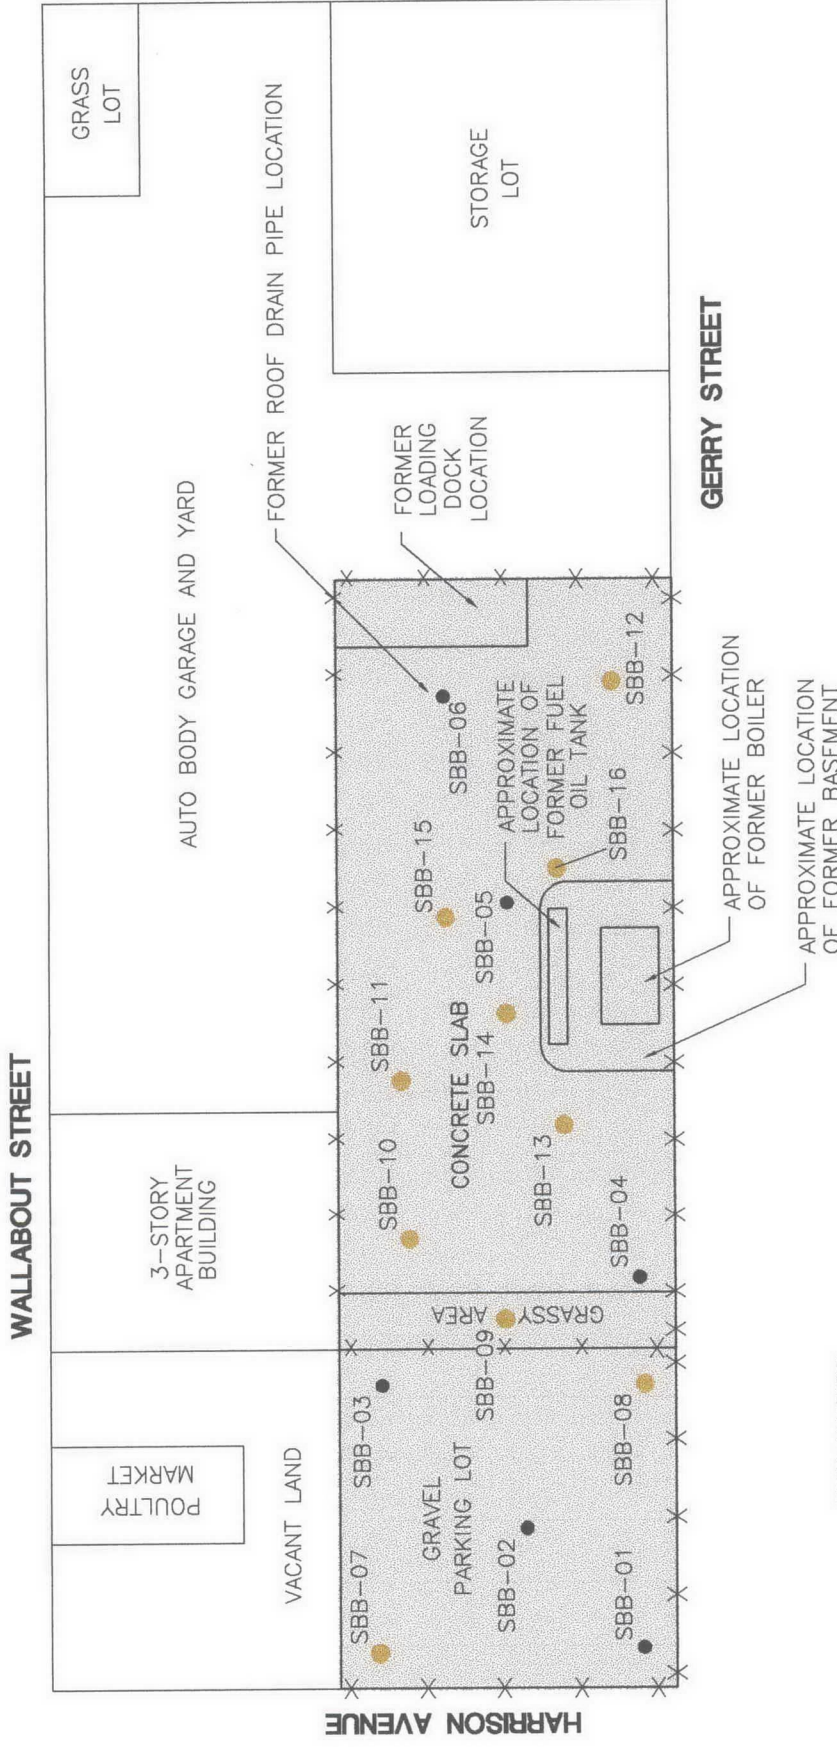 WALLABOUT STREET
GRASS
LOT
AUTO BODY GARAGE AND YARD
3-STORY
APARTMENT
BUILDING
POULTRY
MARKET
VACANT LAND
FORMER ROOF DRAIN PIPE LOCATION
FORMER
LOADING
DOCK
LOCATION
STORAGE
LOT
SBB-07
SBB-03
GRAVEL
PARKING LOT
SBB-02
SBB-01
SBB-08
SBB-09
GRASSY AREA
SBB-10
SBB-11
SBB-15
SBB-06
CONCRETE SLAB
SBB-14
SBB-05
APPROXIMATE
LOCATION OF
FORMER FUEL
OIL TANK
SBB-13
SBB-04
SBB-16
SBB-12
HARRISON AVENUE
GERRY STREET
APPROXIMATE LOCATION
OF FORMER BOILER
APPROXIMATE LOCATION
OF FORMER BASEMENT